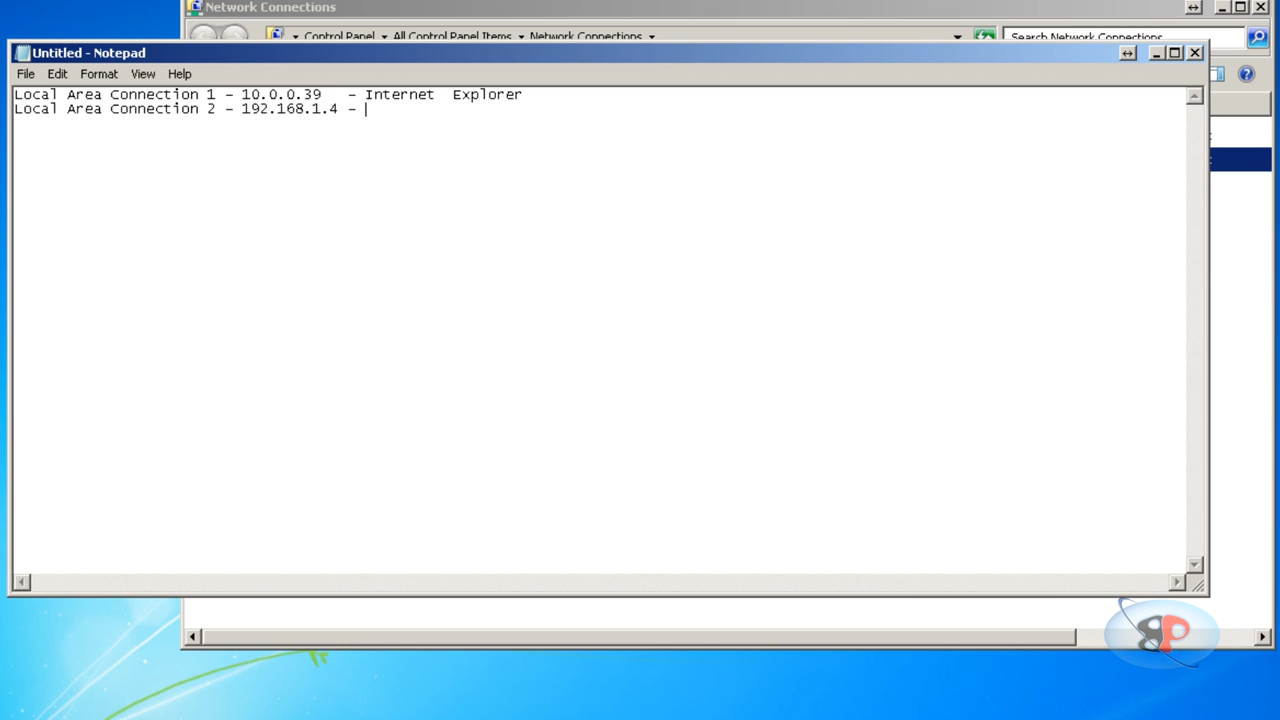 Network Connections
Control Panel All Control Panel Items Network Connections
Search Network Connections
Untitled - Notepad
File Edit Format View Help
Local Area Connection 1 - 10.0.0.39   - Internet  Explorer
Local Area Connection 2 - 192.168.1.4 -
BP